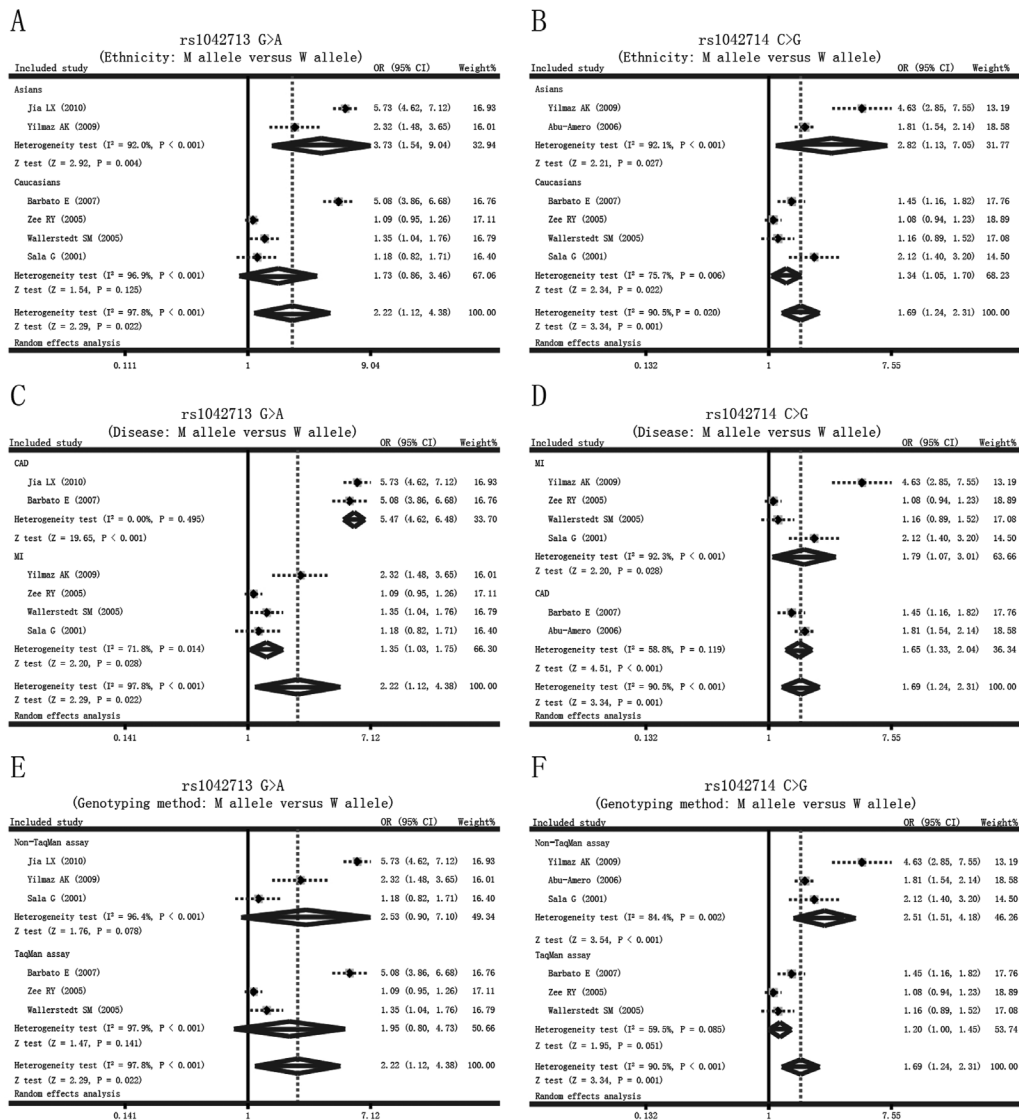 A
rs1042713 G>A
(Ethnicity: M allele versus W allele)
Included study OR (95% CI) Weight%
Asians
Jia LX (2010) 5.73 (4.62, 7.12) 16.93
Yilmaz AK (2009) 2.32 (1.48, 3.65) 16.01
Heterogeneity test (I² = 92.0%, P < 0.001) 3.73 (1.54, 9.04) 32.94
Z test (Z = 2.92, P = 0.004)
Caucasians
Barbato E (2007) 5.08 (3.86, 6.68) 16.76
Zee RY (2005) 1.09 (0.95, 1.26) 17.11
Wallerstedt SM (2005) 1.35 (1.04, 1.76) 16.79
Sala G (2001) 1.18 (0.82, 1.71) 16.40
Heterogeneity test (I² = 96.9%, P < 0.001) 1.73 (0.86, 3.46) 67.06
Z test (Z = 1.54, P = 0.125)
Heterogeneity test (I² = 97.8%, P < 0.001) 2.22 (1.12, 4.38) 100.00
Z test (Z = 2.29, P = 0.022)
Random effects analysis
0.111 1 9.04
B
rs1042714 C>G
(Ethnicity: M allele versus W allele)
Included study OR (95% CI) Weight%
Asians
Yilmaz AK (2009) 4.63 (2.85, 7.55) 13.19
Abu-Amero (2006) 1.81 (1.54, 2.14) 18.58
Heterogeneity test (I² = 92.1%, P < 0.001) 2.82 (1.13, 7.05) 31.77
Z test (Z = 2.21, P = 0.027)
Caucasians
Barbato E (2007) 1.45 (1.16, 1.82) 17.76
Zee RY (2005) 1.08 (0.94, 1.23) 18.89
Wallerstedt SM (2005) 1.16 (0.89, 1.52) 17.08
Sala G (2001) 2.12 (1.40, 3.20) 14.50
Heterogeneity test (I² = 75.7%, P = 0.006) 1.34 (1.05, 1.70) 68.23
Z test (Z = 2.34, P = 0.022)
Heterogeneity test (I² = 90.5%, P = 0.020) 1.69 (1.24, 2.31) 100.00
Z test (Z = 3.34, P = 0.001)
Random effects analysis
0.132 1 7.55
C
rs1042713 G>A
(Disease: M allele versus W allele)
Included study OR (95% CI) Weight%
CAD
Jia LX (2010) 5.73 (4.62, 7.12) 16.93
Barbato E (2007) 5.08 (3.86, 6.68) 16.76
Heterogeneity test (I² = 0.00%, P = 0.495) 5.47 (4.62, 6.48) 33.70
Z test (Z = 19.65, P < 0.001)
MI
Yilmaz AK (2009) 2.32 (1.48, 3.65) 16.01
Zee RY (2005) 1.09 (0.95, 1.26) 17.11
Wallerstedt SM (2005) 1.35 (1.04, 1.76) 16.79
Sala G (2001) 1.18 (0.82, 1.71) 16.40
Heterogeneity test (I² = 71.8%, P = 0.014) 1.35 (1.03, 1.75) 66.30
Z test (Z = 2.20, P = 0.028)
Heterogeneity test (I² = 97.8%, P < 0.001) 2.22 (1.12, 4.38) 100.00
Z test (Z = 2.29, P = 0.022)
Random effects analysis
0.141 1 7.12
D
rs1042714 C>G
(Disease: M allele versus W allele)
Included study OR (95% CI) Weight%
MI
Yilmaz AK (2009) 4.63 (2.85, 7.55) 13.19
Zee RY (2005) 1.08 (0.94, 1.23) 18.89
Wallerstedt SM (2005) 1.16 (0.89, 1.52) 17.08
Sala G (2001) 2.12 (1.40, 3.20) 14.50
Heterogeneity test (I² = 92.3%, P < 0.001) 1.79 (1.07, 3.01) 63.66
Z test (Z = 2.20, P = 0.028)
CAD
Barbato E (2007) 1.45 (1.16, 1.82) 17.76
Abu-Amero (2006) 1.81 (1.54, 2.14) 18.58
Heterogeneity test (I² = 58.8%, P = 0.119) 1.65 (1.33, 2.04) 36.34
Z test (Z = 4.51, P < 0.001)
Heterogeneity test (I² = 90.5%, P < 0.001) 1.69 (1.24, 2.31) 100.00
Z test (Z = 3.34, P = 0.001)
Random effects analysis
0.132 1 7.55
E
rs1042713 G>A
(Genotyping method: M allele versus W allele)
Included study OR (95% CI) Weight%
Non-TaqMan assay
Jia LX (2010) 5.73 (4.62, 7.12) 16.93
Yilmaz AK (2009) 2.32 (1.48, 3.65) 16.01
Sala G (2001) 1.18 (0.82, 1.71) 16.40
Heterogeneity test (I² = 96.4%, P < 0.001) 2.53 (0.90, 7.10) 49.34
Z test (Z = 1.76, P = 0.078)
TaqMan assay
Barbato E (2007) 5.08 (3.86, 6.68) 16.76
Zee RY (2005) 1.09 (0.95, 1.26) 17.11
Wallerstedt SM (2005) 1.35 (1.04, 1.76) 16.79
Heterogeneity test (I² = 97.9%, P < 0.001) 1.95 (0.80, 4.73) 50.66
Z test (Z = 1.47, P = 0.141)
Heterogeneity test (I² = 97.8%, P < 0.001) 2.22 (1.12, 4.38) 100.00
Z test (Z = 2.29, P = 0.022)
Random effects analysis
0.141 1 7.12
F
rs1042714 C>G
(Genotyping method: M allele versus W allele)
Included study OR (95% CI) Weight%
Non-TaqMan assay
Yilmaz AK (2009) 4.63 (2.85, 7.55) 13.19
Abu-Amero (2006) 1.81 (1.54, 2.14) 18.58
Sala G (2001) 2.12 (1.40, 3.20) 14.50
Heterogeneity test (I² = 84.4%, P = 0.002) 2.51 (1.51, 4.18) 46.26
Z test (Z = 3.54, P < 0.001)
TaqMan assay
Barbato E (2007) 1.45 (1.16, 1.82) 17.76
Zee RY (2005) 1.08 (0.94, 1.23) 18.89
Wallerstedt SM (2005) 1.16 (0.89, 1.52) 17.08
Heterogeneity test (I² = 59.5%, P = 0.085) 1.20 (1.00, 1.45) 53.74
Z test (Z = 1.95, P = 0.051)
Heterogeneity test (I² = 90.5%, P < 0.001) 1.69 (1.24, 2.31) 100.00
Z test (Z = 3.34, P = 0.001)
Random effects analysis
0.132 1 7.55